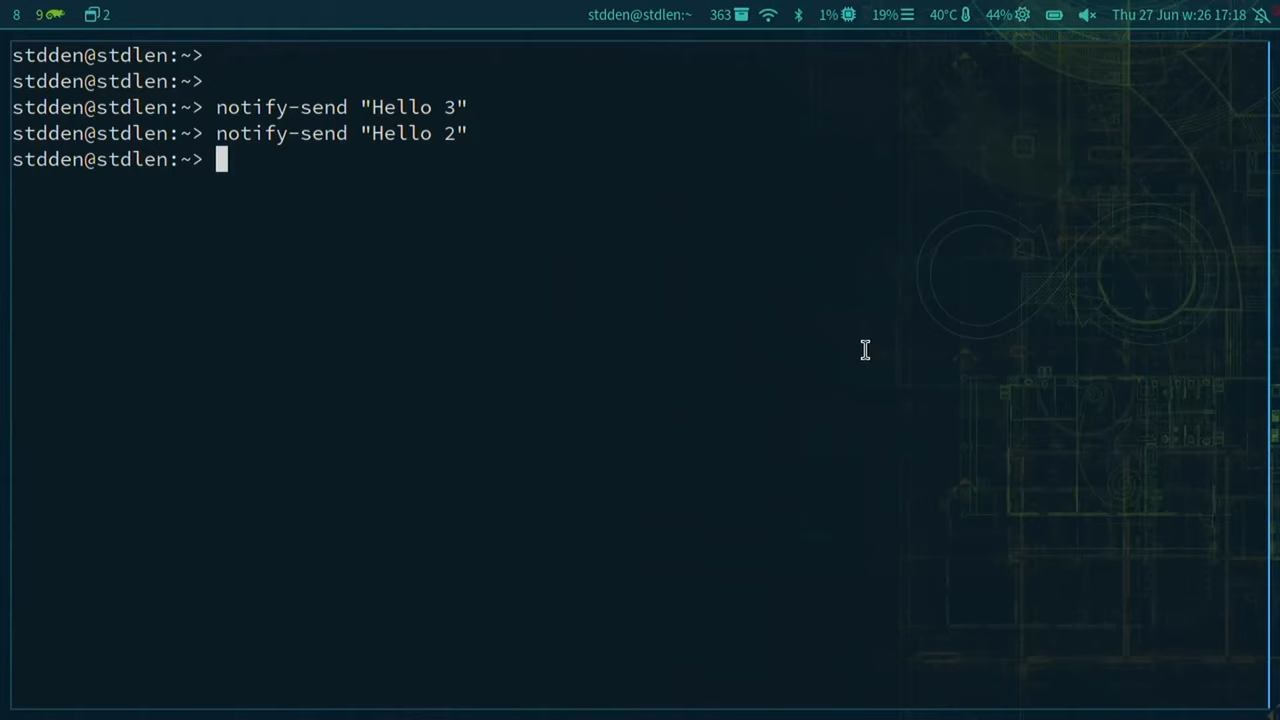 8 9 2 stdden@stdlen:~ 363 1% 19% 40°C 44% Thu 27 Jun w:26 17:18
stdden@stdlen:~>
stdden@stdlen:~>
stdden@stdlen:~> notify-send "Hello 3"
stdden@stdlen:~> notify-send "Hello 2"
stdden@stdlen:~>